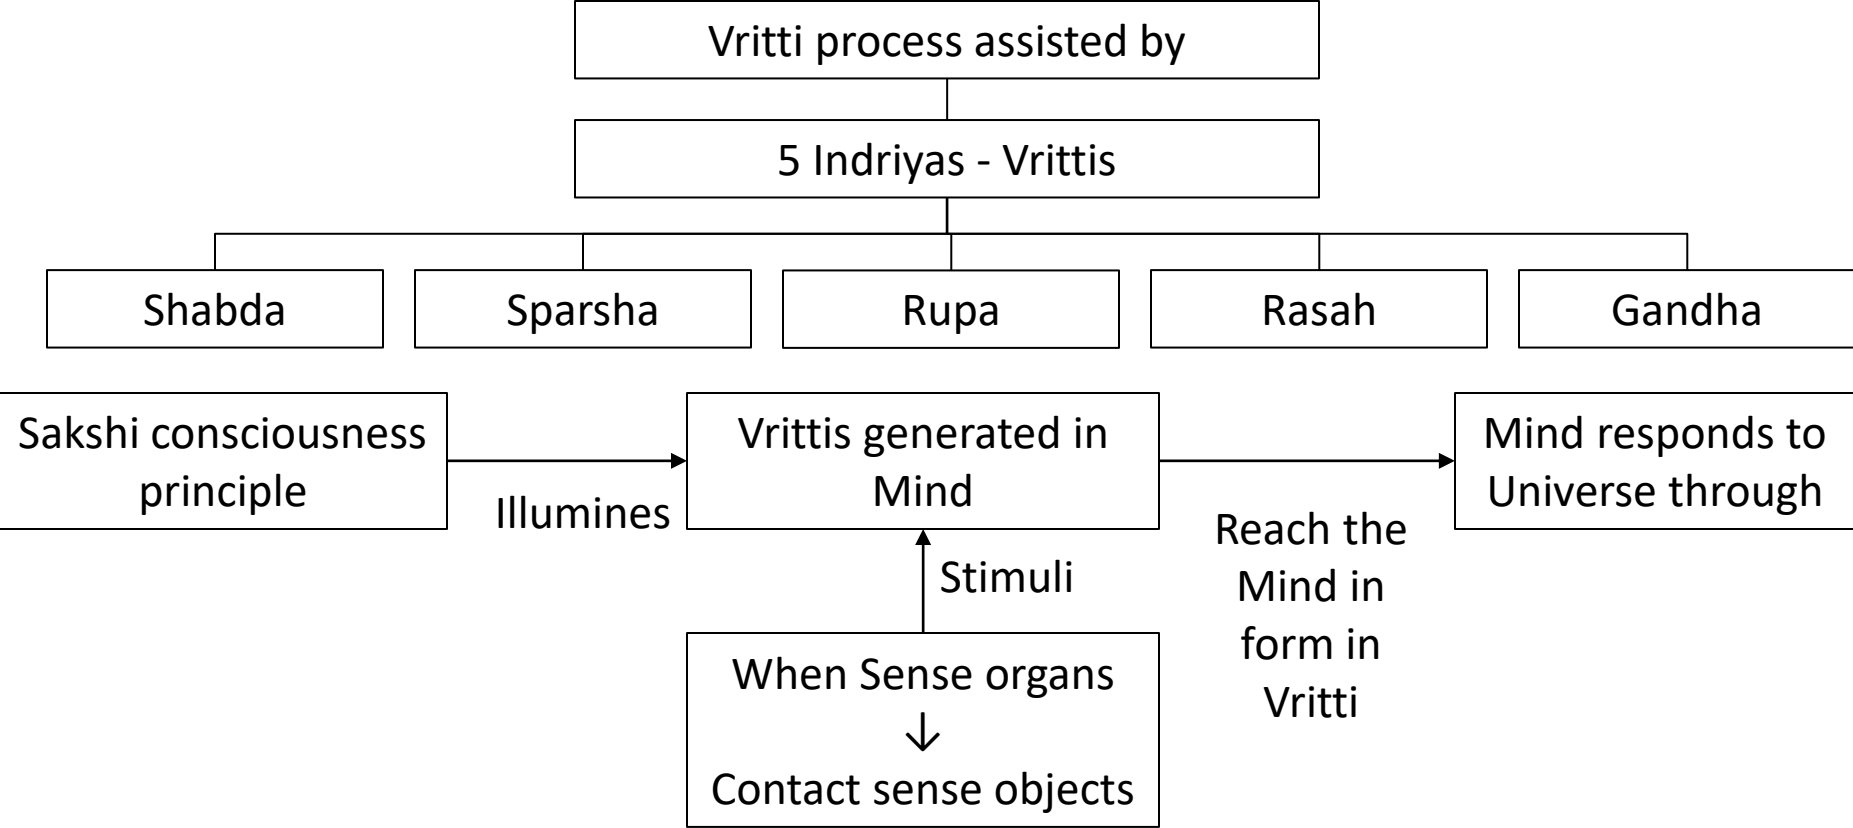 Vritti process assisted by
5 Indriyas - Vrittis
Shabda
Sparsha
Rupa
Rasah
Gandha
Sakshi consciousness
principle
Illumines
Vrittis generated in
Mind
Reach the
Mind in
form in
Vritti
Mind responds to
Universe through
Stimuli
When Sense organs
↓
Contact sense objects